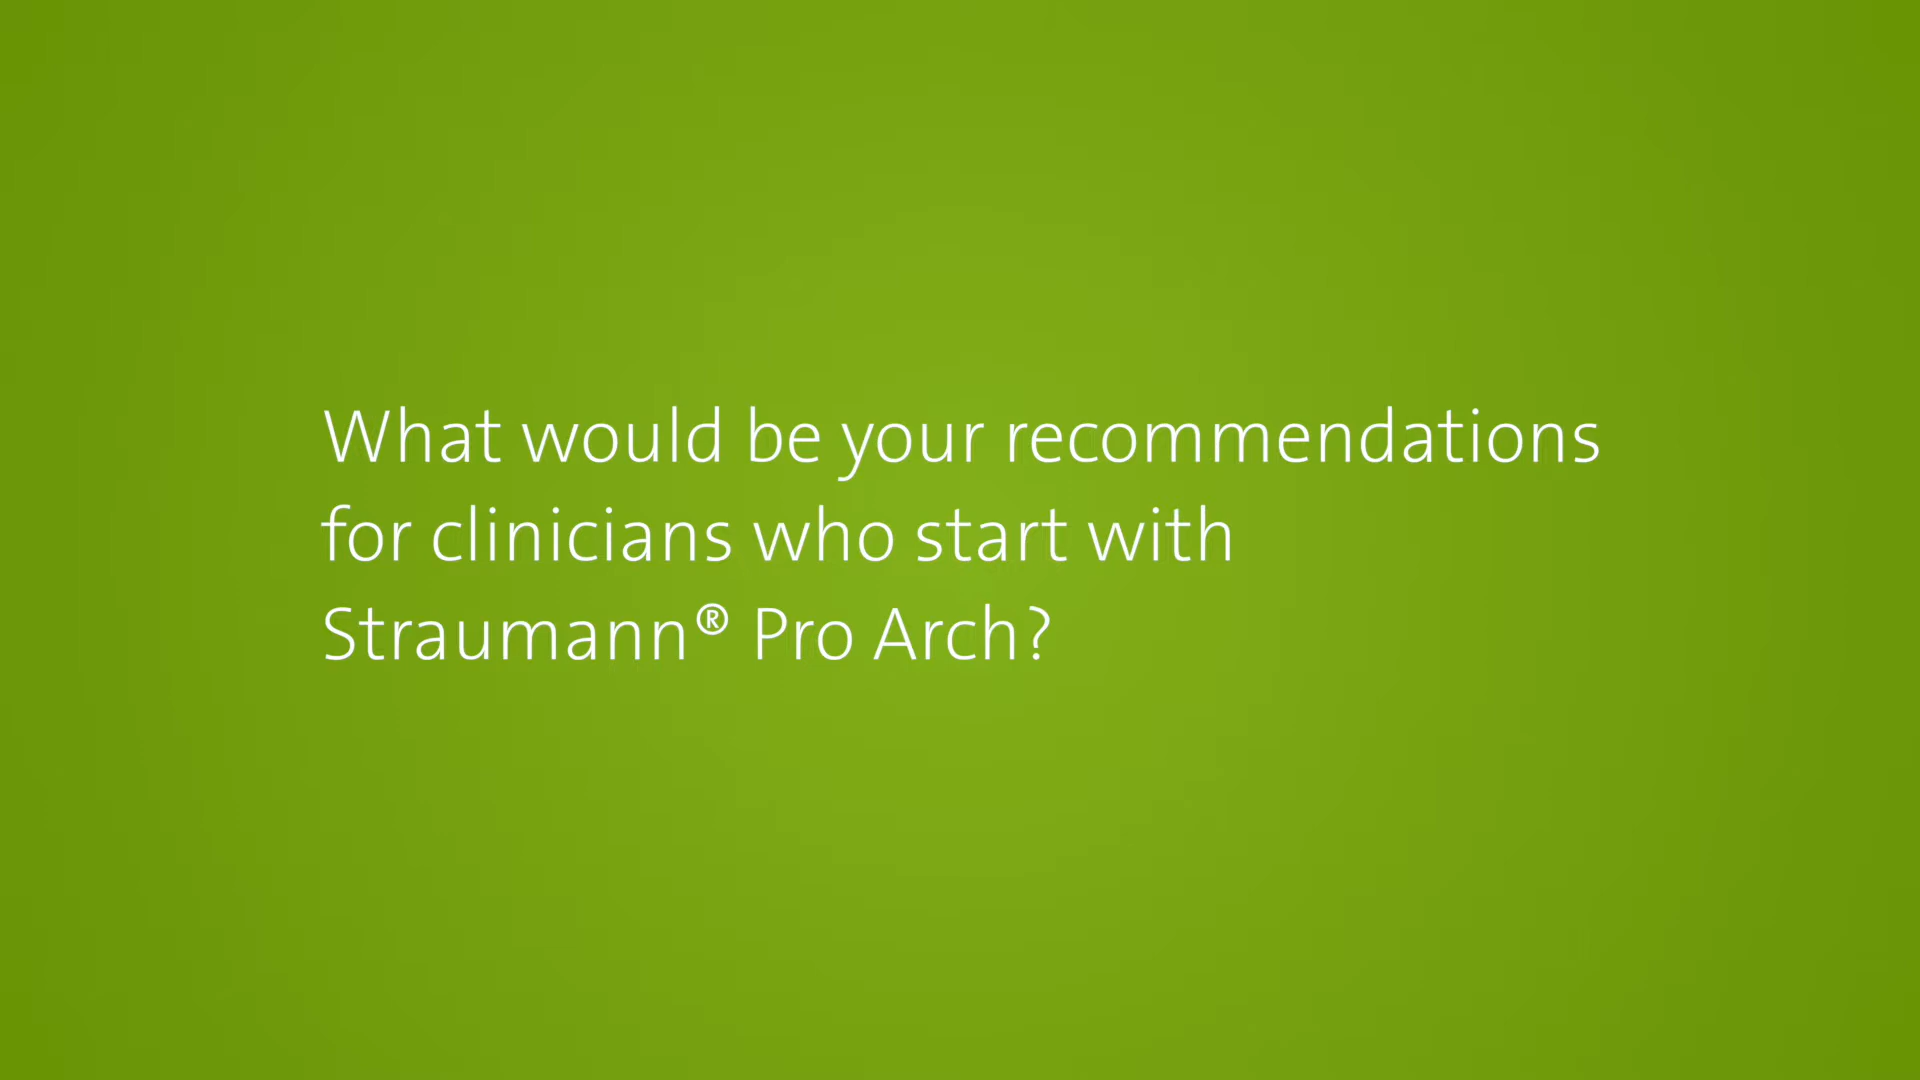 What would be your recommendations
for clinicians who start with
Straumann® Pro Arch?